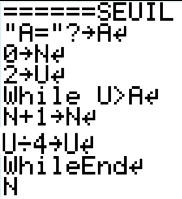 ======SEUIL
"A="?→A↵
0→N↵
2→U↵
While U>A↵
N+1→N↵
U÷4→U↵
WhileEnd↵
N